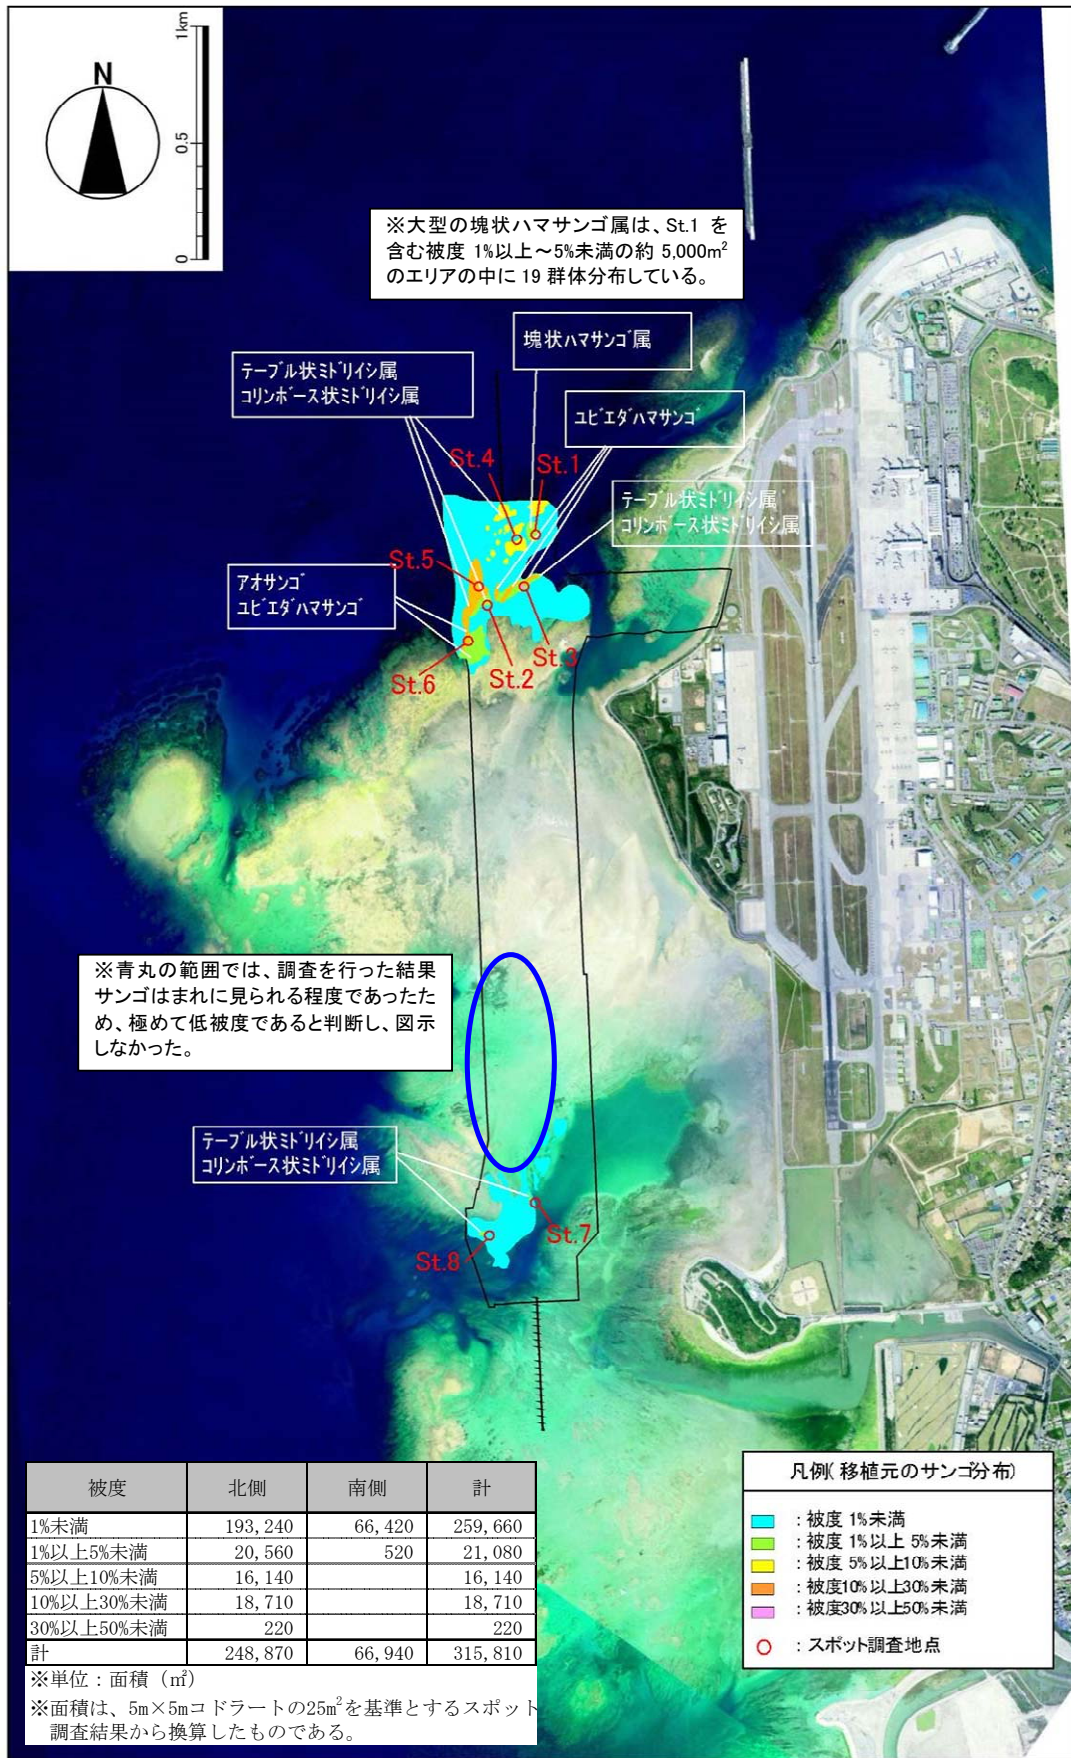 N
1km
0.5
0
※大型の塊状ハマサンゴ属は、St.1 を
含む被度 1%以上～5%未満の約 5,000m²
のエリアの中に 19 群体分布している。
塊状ハマサンゴ属
テーブル状ミドリイシ属
コリンボース状ミドリイシ属
ユビエダハマサンゴ
St.4
St.1
テーブル状ミドリイシ属
コリンボース状ミドリイシ属
St.5
アオサンゴ
ユビエダハマサンゴ
St.3
St.2
St.6
※青丸の範囲では、調査を行った結果
サンゴはまれに見られる程度であったた
め、極めて低被度であると判断し、図示
しなかった。
テーブル状ミドリイシ属
コリンボース状ミドリイシ属
St.7
St.8
被度 北側 南側 計
1%未満 193,240 66,420 259,660
1%以上5%未満 20,560 520 21,080
5%以上10%未満 16,140 16,140
10%以上30%未満 18,710 18,710
30%以上50%未満 220 220
計 248,870 66,940 315,810
※単位：面積（㎡）
※面積は、5m×5mコドラートの25m²を基準とするスポット
調査結果から換算したものである。
凡例(移植元のサンゴ分布)
：被度 1%未満
：被度 1%以上 5%未満
：被度 5%以上10%未満
：被度10%以上30%未満
：被度30%以上50%未満
：スポット調査地点